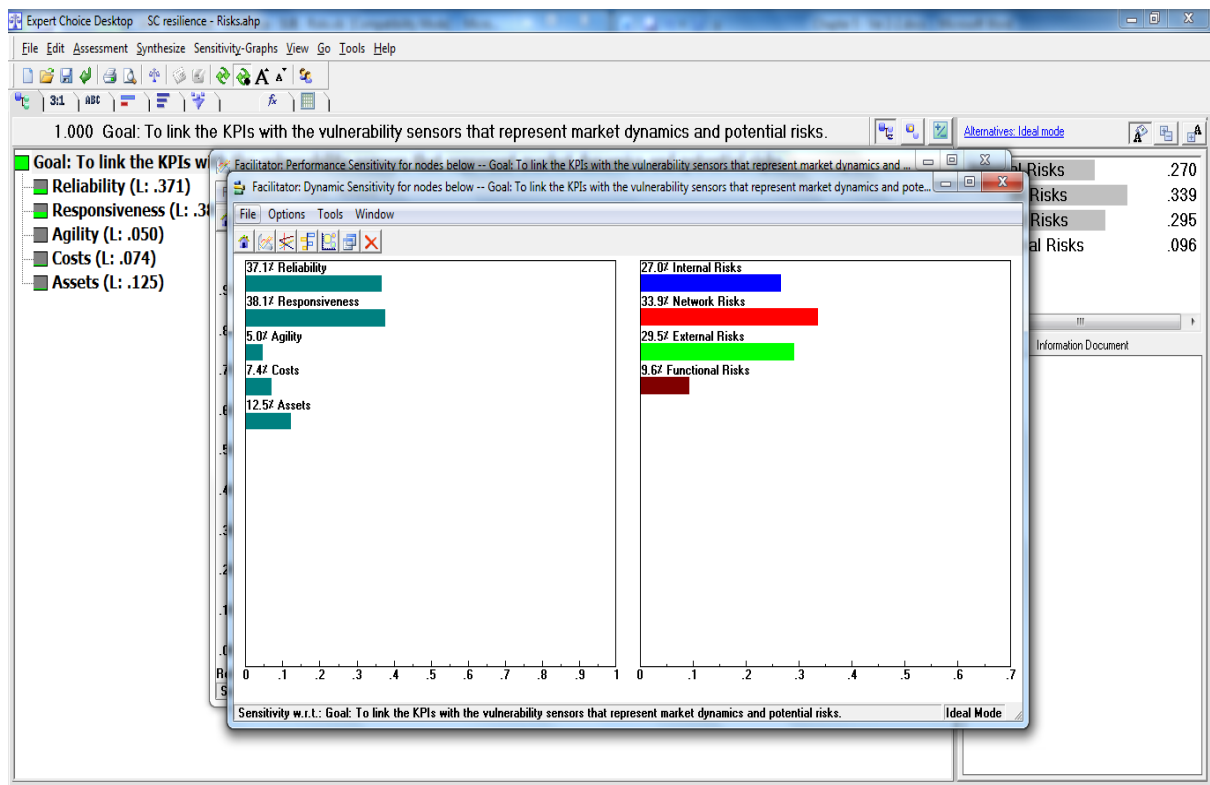 Expert Choice Desktop SC resilience - Risks.ahp
File Edit Assessment Synthesize Sensitivity-Graphs View Go Tools Help
A A
3:1 ABC fx
1.000 Goal: To link the KPIs with the vulnerability sensors that represent market dynamics and potential risks.
Alternatives: Ideal mode
Goal: To link the KPIs w
Reliability (L: .371)
Responsiveness (L: .38
Agility (L: .050)
Costs (L: .074)
Assets (L: .125)
Risks .270
Risks .339
Risks .295
al Risks .096
Information Document
Facilitator: Performance Sensitivity for nodes below -- Goal: To link the KPIs with the vulnerability sensors that represent market dynamics and ...
Facilitator: Dynamic Sensitivity for nodes below -- Goal: To link the KPIs with the vulnerability sensors that represent market dynamics and pote...
File Options Tools Window
37.1% Reliability
38.1% Responsiveness
5.0% Agility
7.4% Costs
12.5% Assets
0 .1 .2 .3 .4 .5 .6 .7 .8 .9 1
27.0% Internal Risks
33.9% Network Risks
29.5% External Risks
9.6% Functional Risks
0 .1 .2 .3 .4 .5 .6 .7
Sensitivity w.r.t.: Goal: To link the KPIs with the vulnerability sensors that represent market dynamics and potential risks.
Ideal Mode